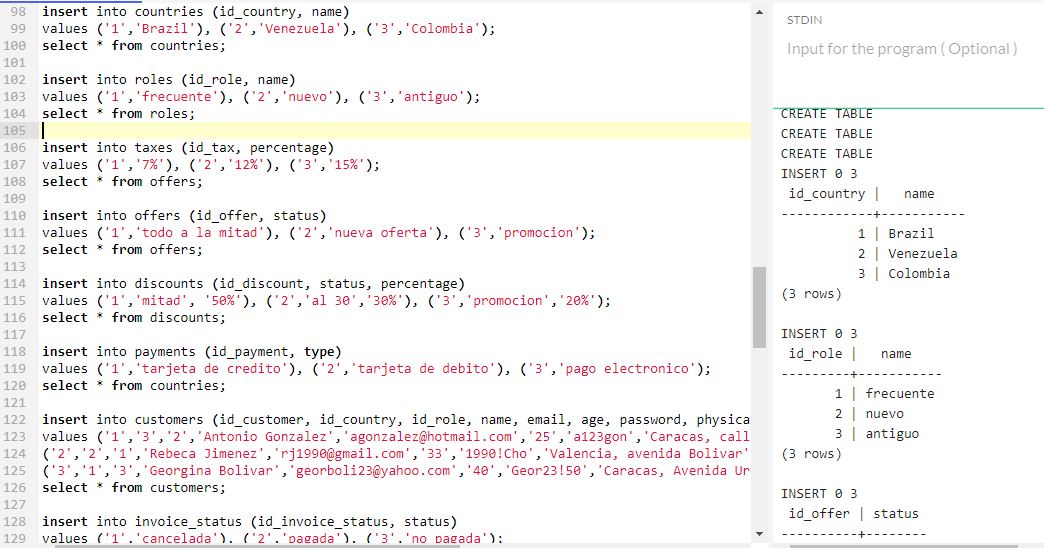 98 insert into countries (id_country, name)
99 values ('1','Brazil'), ('2','Venezuela'), ('3','Colombia');
100 select * from countries;
101
102 insert into roles (id_role, name)
103 values ('1','frecuente'), ('2','nuevo'), ('3','antiguo');
104 select * from roles;
105
106 insert into taxes (id_tax, percentage)
107 values ('1','7%'), ('2','12%'), ('3','15%');
108 select * from offers;
109
110 insert into offers (id_offer, status)
111 values ('1','todo a la mitad'), ('2','nueva oferta'), ('3','promocion');
112 select * from offers;
113
114 insert into discounts (id_discount, status, percentage)
115 values ('1','mitad', '50%'), ('2','al 30','30%'), ('3','promocion','20%');
116 select * from discounts;
117
118 insert into payments (id_payment, type)
119 values ('1','tarjeta de credito'), ('2','tarjeta de debito'), ('3','pago electronico');
120 select * from countries;
121
122 insert into customers (id_customer, id_country, id_role, name, email, age, password, physica
123 values ('1','3','2','Antonio Gonzalez','agonzalez@hotmail.com','25','a123gon','Caracas, call
124 ('2','2','1','Rebeca Jimenez','rj1990@gmail.com','33','1990!Cho','Valencia, avenida Bolivar'
125 ('3','1','3','Georgina Bolivar','georboli23@yahoo.com','40','Geor23!50','Caracas, Avenida Ur
126 select * from customers;
127
128 insert into invoice_status (id_invoice_status, status)
129 values ('1','cancelada'), ('2','pagada'), ('3','no pagada');
STDIN
Input for the program ( Optional )
CREATE TABLE
CREATE TABLE
CREATE TABLE
INSERT 0 3
id_country | name
------------+-----------
1 | Brazil
2 | Venezuela
3 | Colombia
(3 rows)
INSERT 0 3
id_role | name
---------+-----------
1 | frecuente
2 | nuevo
3 | antiguo
(3 rows)
INSERT 0 3
id_offer | status
----------+--------